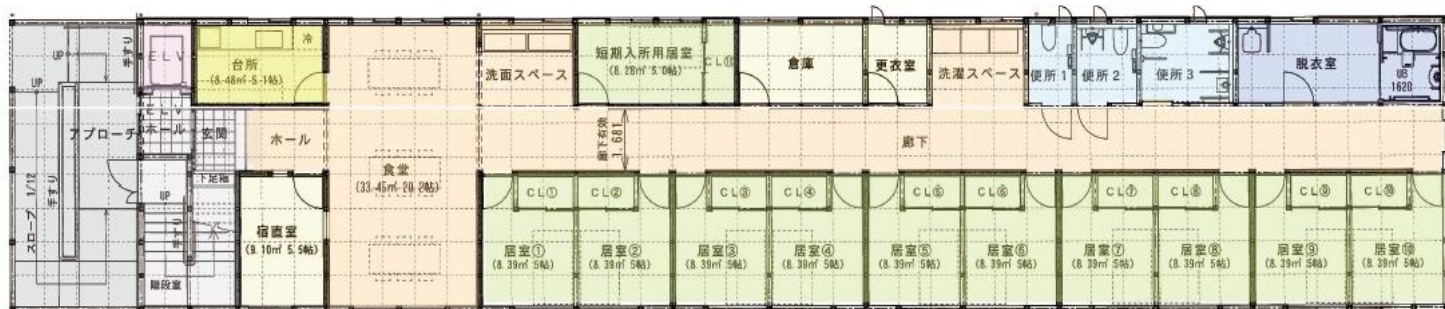 UP
手すり
UP
ELV
台所
(8.48㎡ 5.1帖)
冷
洗面スペース
短期入所用居室
(8.28㎡ 5.0帖)
CL⑪
倉庫
更衣室
洗濯スペース
便所1
便所2
便所3
脱衣室
UB
1620
アプローチ
ELV
ホール
玄関
ホール
食堂
(33.45㎡ 20.2帖)
廊下有効
1,681
廊下
スロープ 1/12
手すり
UP
手すり
下足箱
階段室
宿直室
(9.10㎡ 5.5帖)
CL①
CL②
CL③
CL④
CL⑤
CL⑥
CL⑦
CL⑧
CL⑨
CL⑩
居室①
(8.39㎡ 5帖)
居室②
(8.39㎡ 5帖)
居室③
(8.39㎡ 5帖)
居室④
(8.39㎡ 5帖)
居室⑤
(8.39㎡ 5帖)
居室⑥
(8.39㎡ 5帖)
居室⑦
(8.39㎡ 5帖)
居室⑧
(8.39㎡ 5帖)
居室⑨
(8.39㎡ 5帖)
居室⑩
(8.39㎡ 5帖)